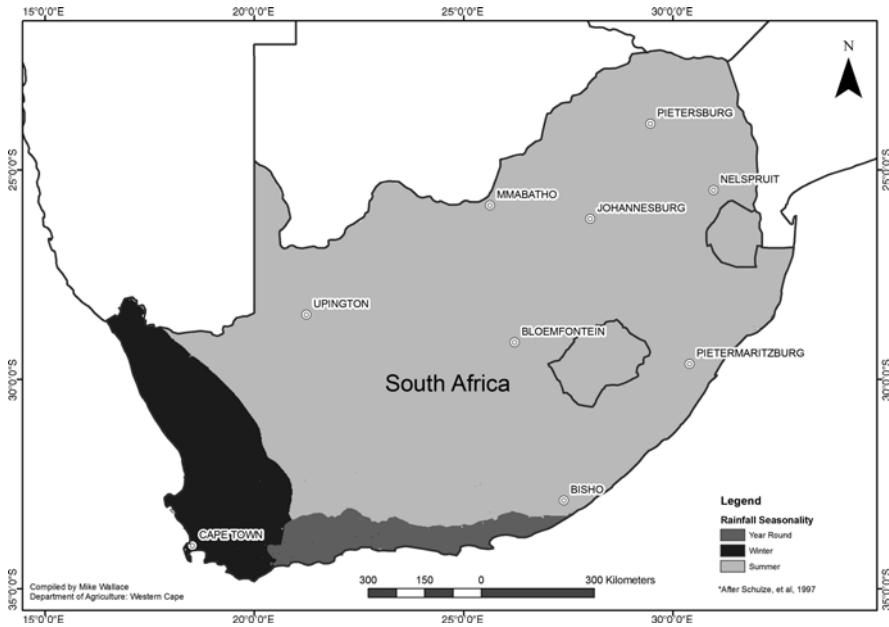 15°0'0"E
20°0'0"E
25°0'0"E
30°0'0"E
N
PIETERSBURG
25°0'0"S
25°0'0"S
NELSPRUIT
MMABATHO
JOHANNESBURG
UPINGTON
BLOEMFONTEIN
PIETERMARITZBURG
30°0'0"S
South Africa
30°0'0"S
BISHO
CAPE TOWN
Legend
Rainfall Seasonality
Year Round
Winter
Summer
300 150 0 300 Kilometers
Compiled by Mike Wallace
Department of Agriculture: Western Cape
*After Schulze, et al, 1997
35°0'0"S
35°0'0"S
15°0'0"E
20°0'0"E
25°0'0"E
30°0'0"E